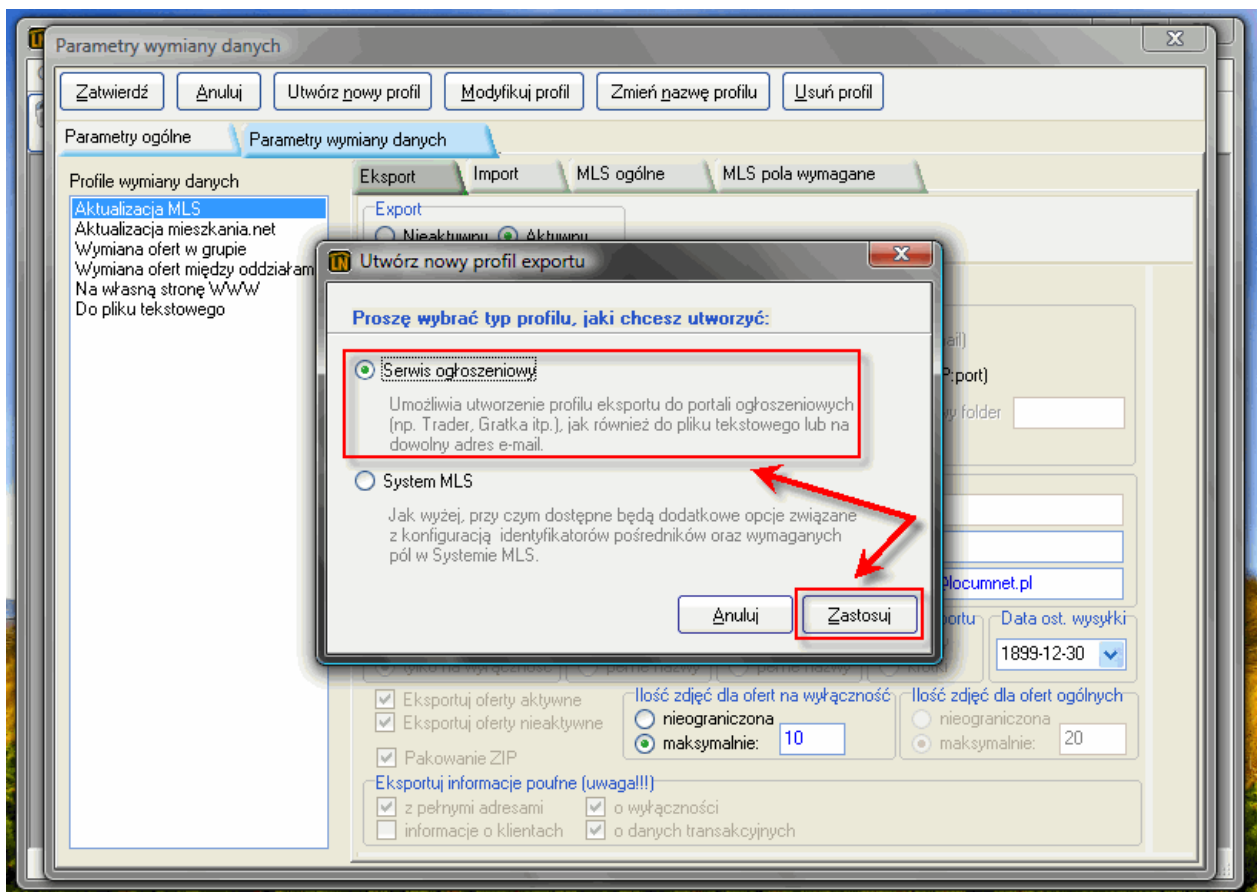 Parametry wymiany danych
Zatwierdź Anuluj Utwórz nowy profil Modyfikuj profil Zmień nazwę profilu Usuń profil
Parametry ogólne Parametry wymiany danych
Profile wymiany danych
Aktualizacja MLS
Aktualizacja mieszkania.net
Wymiana ofert w grupie
Wymiana ofert między oddziałam
Na własną stronę WWW
Do pliku tekstowego
Eksport Import MLS ogólne MLS pola wymagane
Export
Nieaktywny Aktywny
Utwórz nowy profil exportu
Proszę wybrać typ profilu, jaki chcesz utworzyć:
Serwis ogłoszeniowy
Umożliwia utworzenie profilu eksportu do portali ogłoszeniowych
(np. Trader, Gratka itp.), jak również do pliku tekstowego lub na
dowolny adres e-mail.
System MLS
Jak wyżej, przy czym dostępne będą dodatkowe opcje związane
z konfiguracją identyfikatorów pośredników oraz wymaganych
pól w Systemie MLS.
Anuluj Zastosuj
ail)
P:port)
wy folder
@locumnet.pl
portu Data ost. wysyłki
1899-12-30
Eksportuj oferty aktywne
Eksportuj oferty nieaktywne
Pakowanie ZIP
Ilość zdjęć dla ofert na wyłączność
nieograniczona
maksymalnie: 10
Ilość zdjęć dla ofert ogólnych
nieograniczona
maksymalnie: 20
Eksportuj informacje poufne (uwaga!!!)
z pełnymi adresami o wyłączności
informacje o klientach o danych transakcyjnych